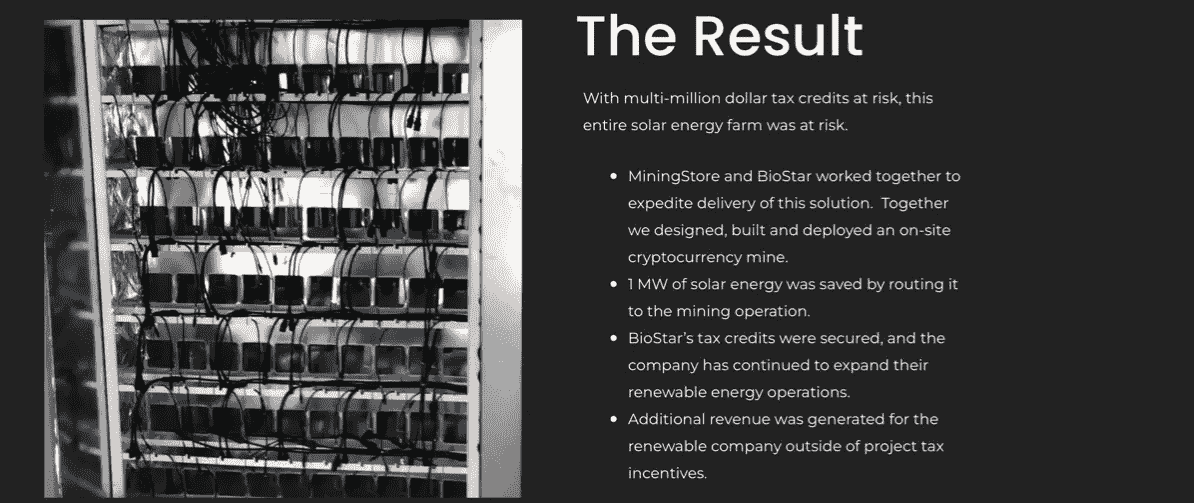 The Result
With multi-million dollar tax credits at risk, this
entire solar energy farm was at risk.
• MiningStore and BioStar worked together to
expedite delivery of this solution.  Together
we designed, built and deployed an on-site
cryptocurrency mine.
• 1 MW of solar energy was saved by routing it
to the mining operation.
• BioStar’s tax credits were secured, and the
company has continued to expand their
renewable energy operations.
• Additional revenue was generated for the
renewable company outside of project tax
incentives.